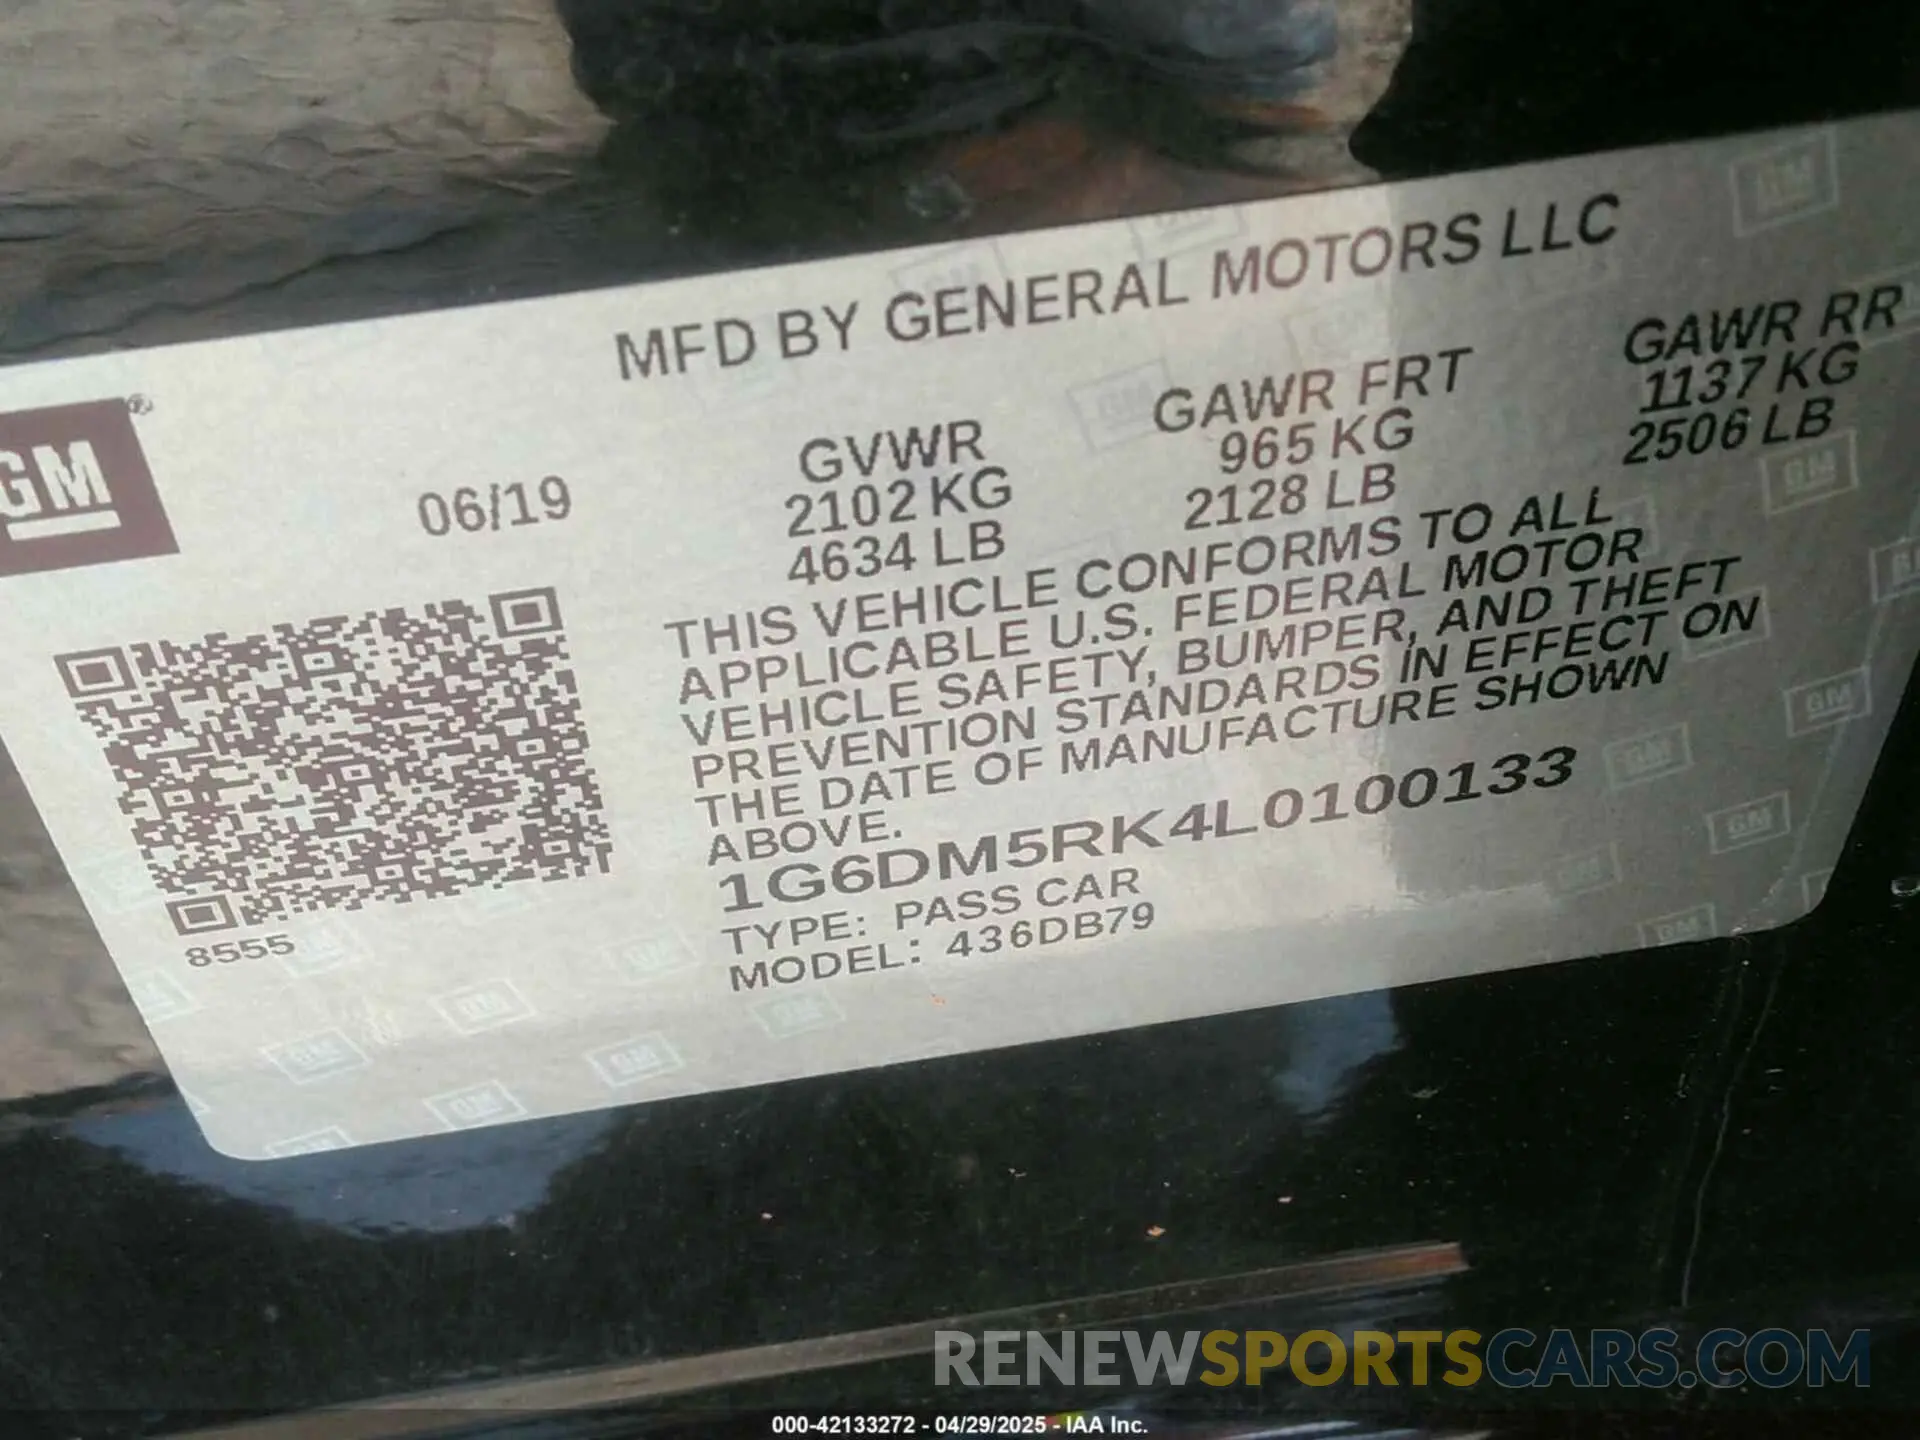 MFD BY GENERAL MOTORS LLC
GM®
06/19
GVWR
2102 KG
4634 LB
GAWR FRT
965 KG
2128 LB
GAWR RR
1137 KG
2506 LB
THIS VEHICLE CONFORMS TO ALL
APPLICABLE U.S. FEDERAL MOTOR
VEHICLE SAFETY, BUMPER, AND THEFT
PREVENTION STANDARDS IN EFFECT ON
THE DATE OF MANUFACTURE SHOWN
ABOVE.
1G6DM5RK4L0100133
TYPE: PASS CAR
MODEL: 436DB79
8555
RENEWSPORTSCARS.COM
000-42133272 - 04/29/2025 - IAA Inc.